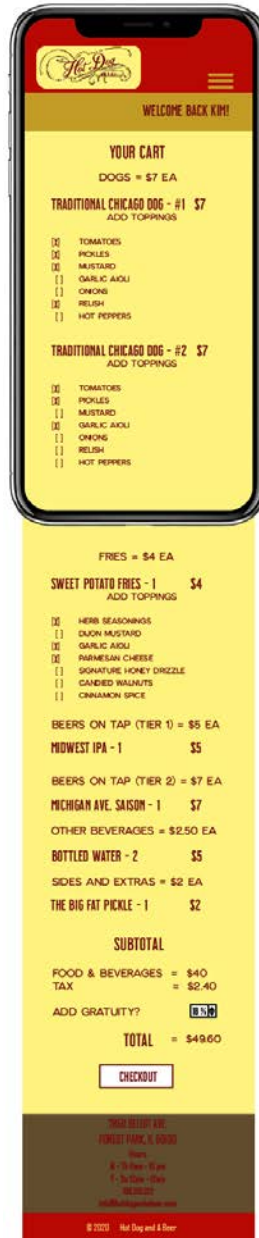 Hot Dog
WELCOME BACK KIM!
YOUR CART
DOGS = $7 EA
TRADITIONAL CHICAGO DOG - #1 $7
ADD TOPPINGS
[X] TOMATOES
[X] PICKLES
[X] MUSTARD
[ ] GARLIC AIOLI
[ ] ONIONS
[X] RELISH
[ ] HOT PEPPERS
TRADITIONAL CHICAGO DOG - #2 $7
ADD TOPPINGS
[X] TOMATOES
[X] PICKLES
[ ] MUSTARD
[X] GARLIC AIOLI
[ ] ONIONS
[ ] RELISH
[ ] HOT PEPPERS
FRIES = $4 EA
SWEET POTATO FRIES - 1 $4
ADD TOPPINGS
[X] HERB SEASONINGS
[ ] DIJON MUSTARD
[X] GARLIC AIOLI
[X] PARMESAN CHEESE
[ ] SIGNATURE HONEY DRIZZLE
[ ] CANDIED WALNUTS
[ ] CINNAMON SPICE
BEERS ON TAP (TIER 1) = $5 EA
MIDWEST IPA - 1 $5
BEERS ON TAP (TIER 2) = $7 EA
MICHIGAN AVE. SAISON - 1 $7
OTHER BEVERAGES = $2.50 EA
BOTTLED WATER - 2 $5
SIDES AND EXTRAS = $2 EA
THE BIG FAT PICKLE - 1 $2
SUBTOTAL
FOOD & BEVERAGES = $40
TAX = $2.40
ADD GRATUITY?
TOTAL = $49.60
CHECKOUT
FOREST PARK, IL
Hours
© 2020 Hot Dog and A Beer